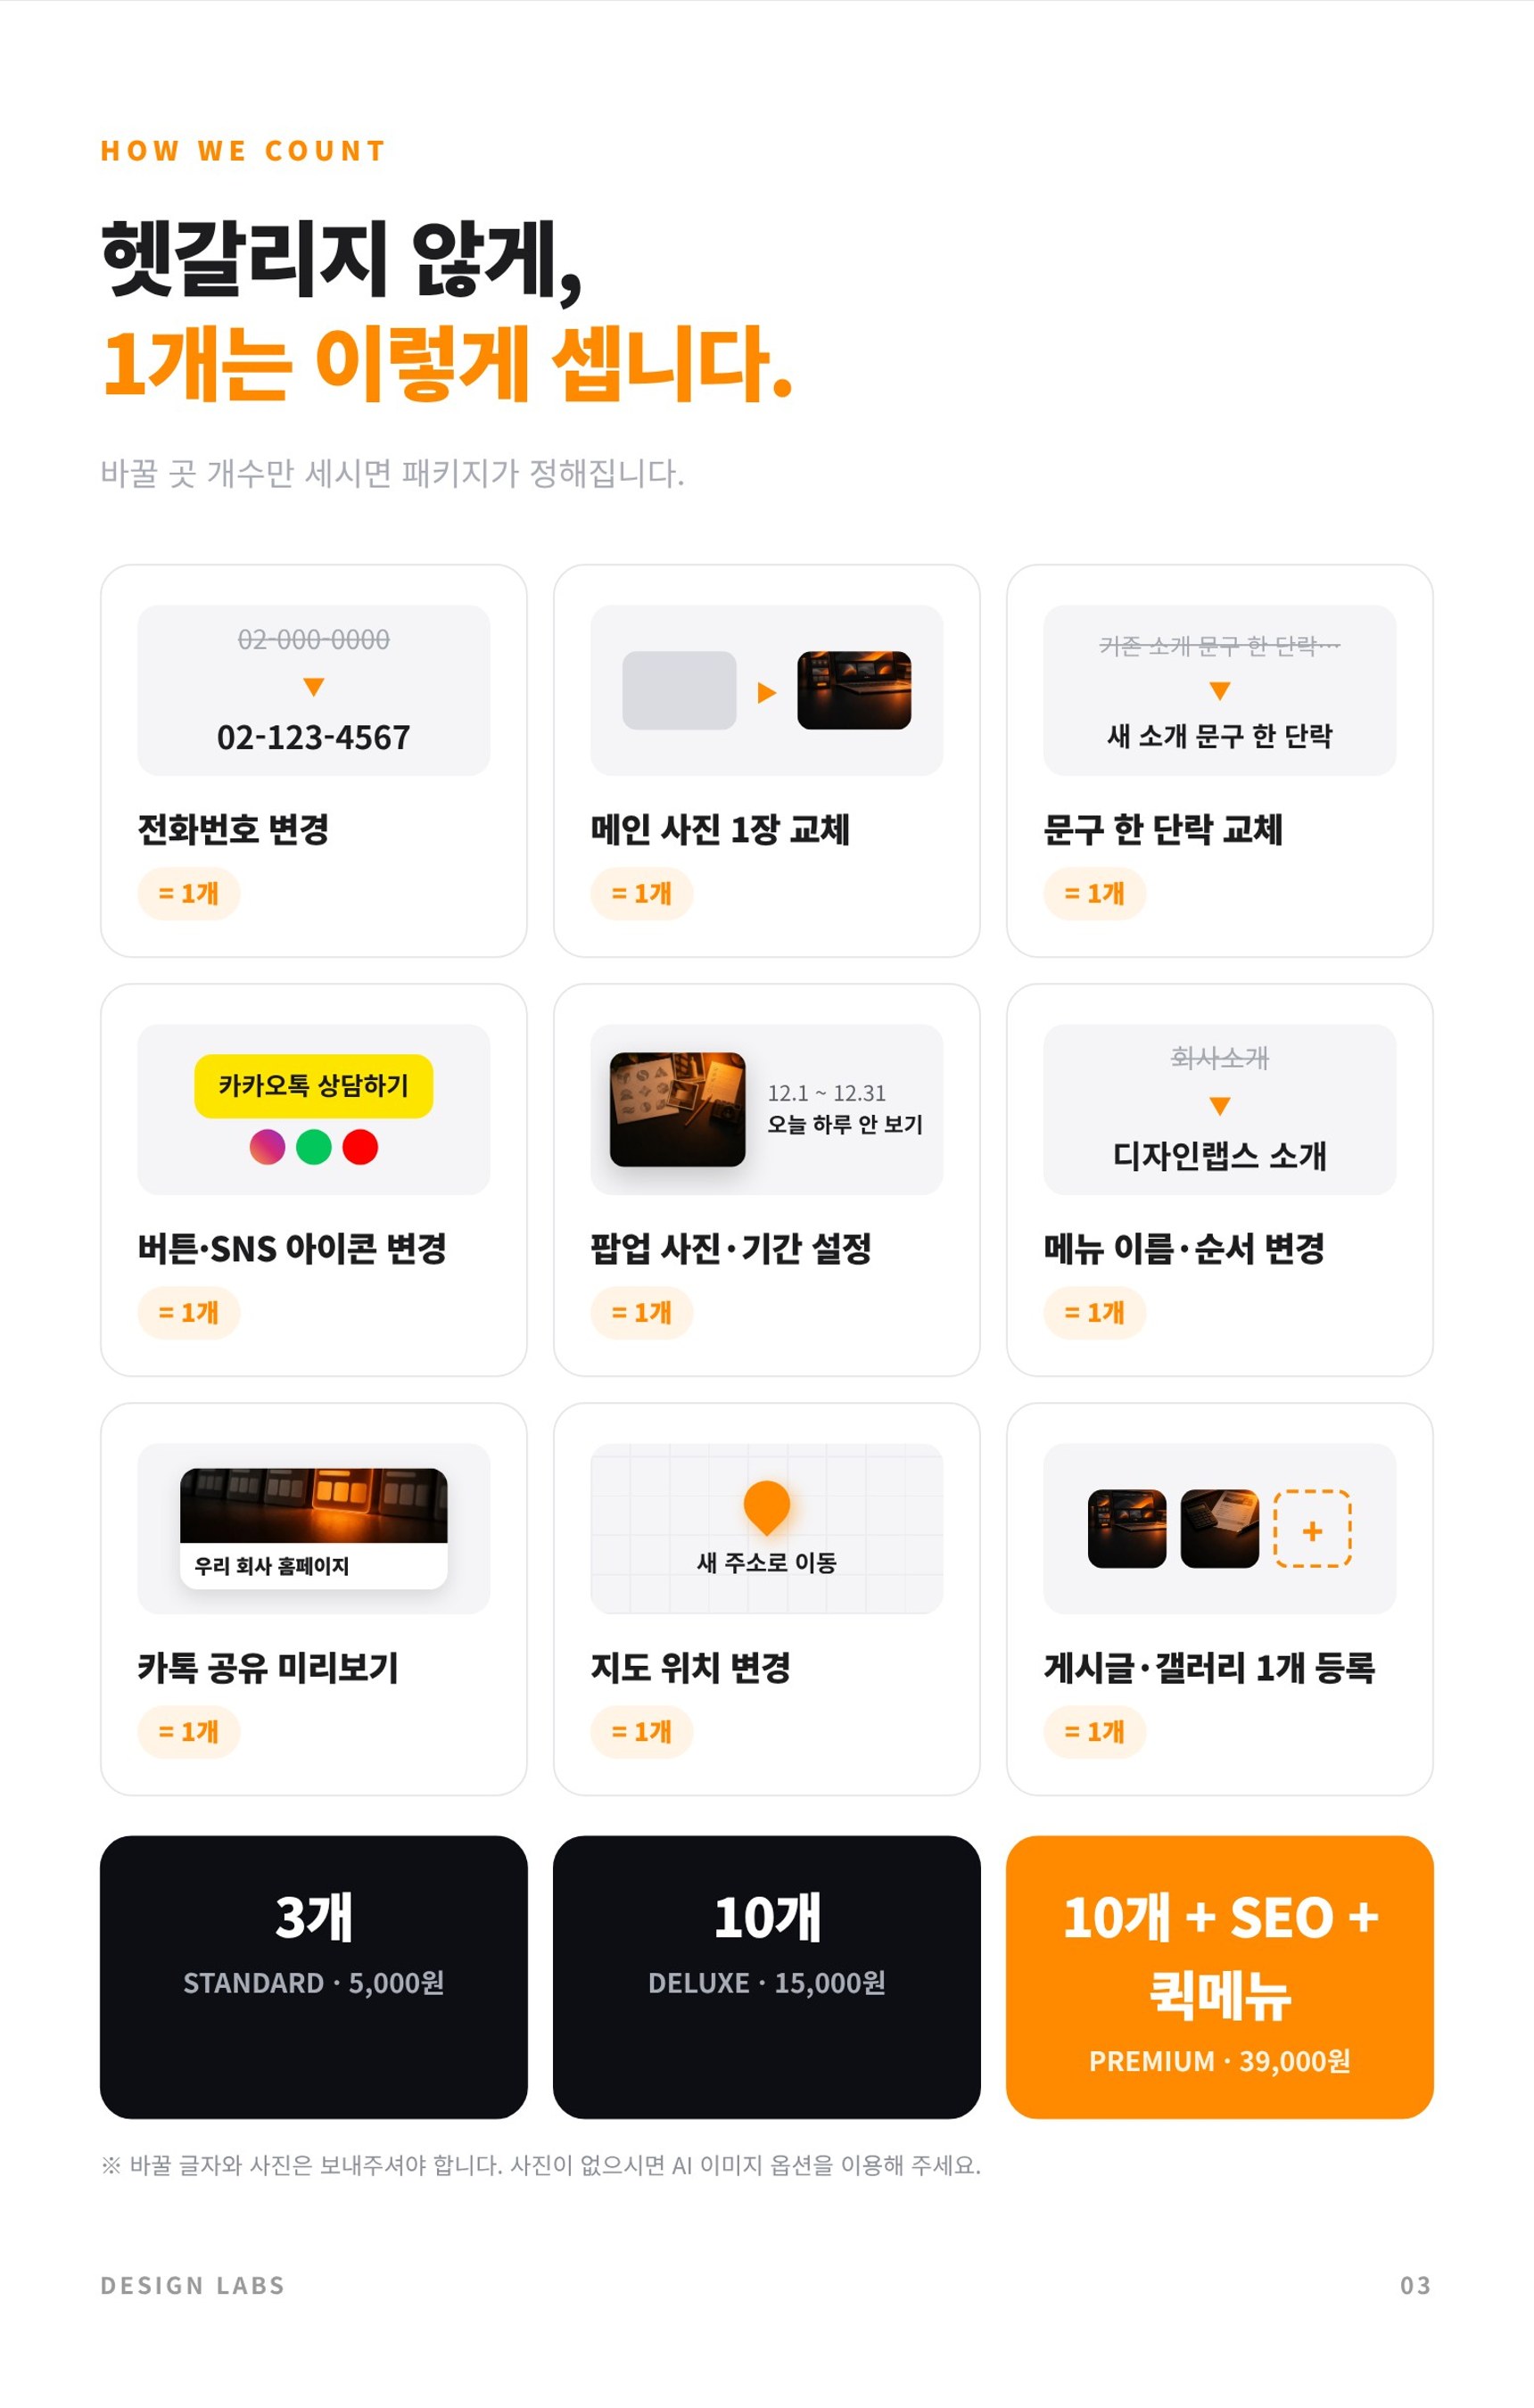 HOW WE COUNT
헷갈리지 않게,
1개는 이렇게 셉니다.
바꿀 곳 개수만 세시면 패키지가 정해집니다.
02-000-0000
02-123-4567
전화번호 변경
= 1개
메인 사진 1장 교체
= 1개
기존 소개 문구 한 단락…
새 소개 문구 한 단락
문구 한 단락 교체
= 1개
카카오톡 상담하기
버튼·SNS 아이콘 변경
= 1개
12.1 ~ 12.31
오늘 하루 안 보기
팝업 사진·기간 설정
= 1개
회사소개
디자인랩스 소개
메뉴 이름·순서 변경
= 1개
우리 회사 홈페이지
카톡 공유 미리보기
= 1개
새 주소로 이동
지도 위치 변경
= 1개
+
게시글·갤러리 1개 등록
= 1개
3개
STANDARD · 5,000원
10개
DELUXE · 15,000원
10개 + SEO +
퀵메뉴
PREMIUM · 39,000원
※ 바꿀 글자와 사진은 보내주셔야 합니다. 사진이 없으시면 AI 이미지 옵션을 이용해 주세요.
DESIGN LABS
03